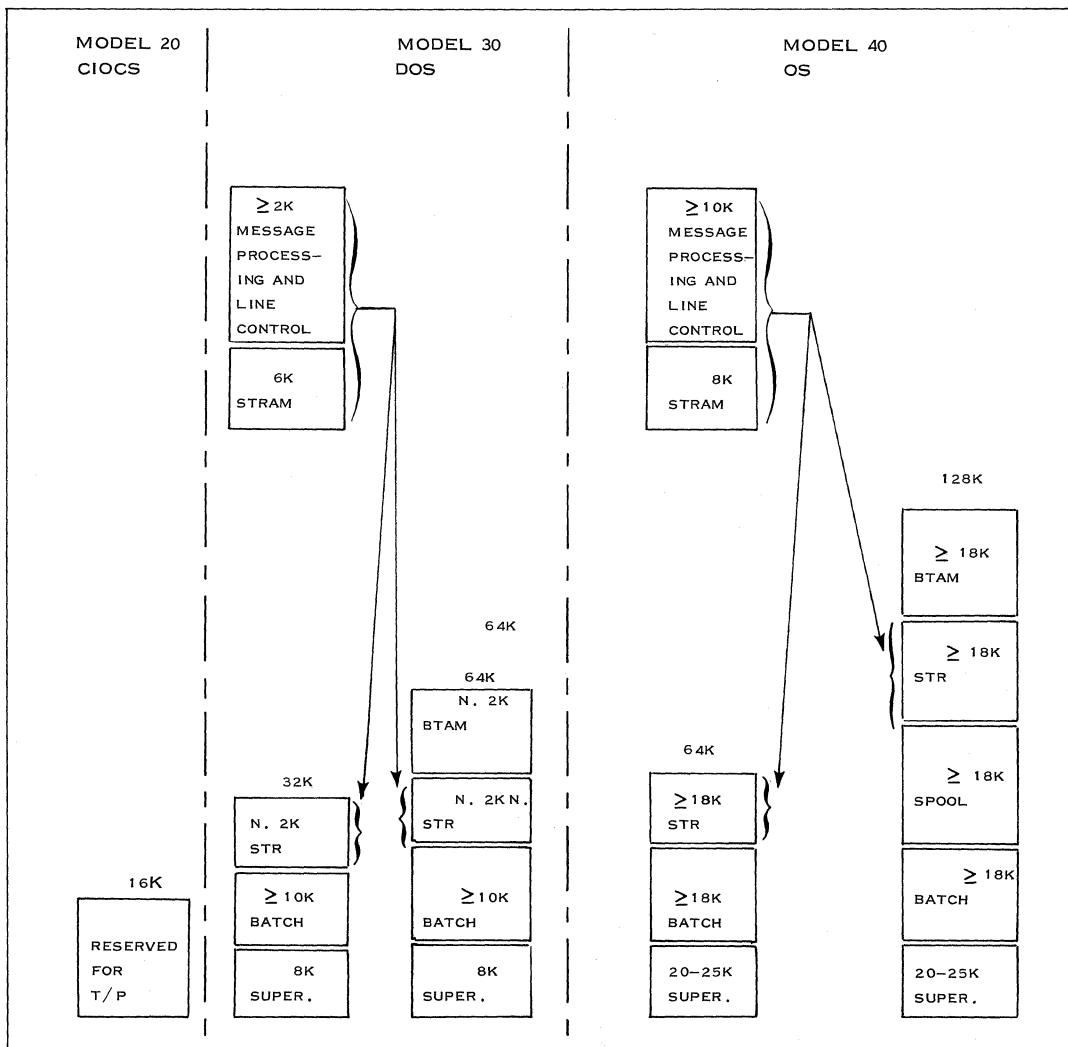 MODEL 20
CIOCS
MODEL 30
DOS
MODEL 40
OS
≥2K
MESSAGE
PROCESS-
ING AND
LINE
CONTROL
6K
STRAM
≥10K
MESSAGE
PROCESS-
ING AND
LINE
CONTROL
8K
STRAM
16K
RESERVED
FOR
T/P
32K
N. 2K
STR
≥10K
BATCH
8K
SUPER.
64K
64K
N. 2K
BTAM
N. 2K N.
STR
≥10K
BATCH
8K
SUPER.
64K
≥18K
STR
≥18K
BATCH
20-25K
SUPER.
128K
≥ 18K
BTAM
≥ 18K
STR
≥ 18K
SPOOL
≥ 18K
BATCH
20-25K
SUPER.